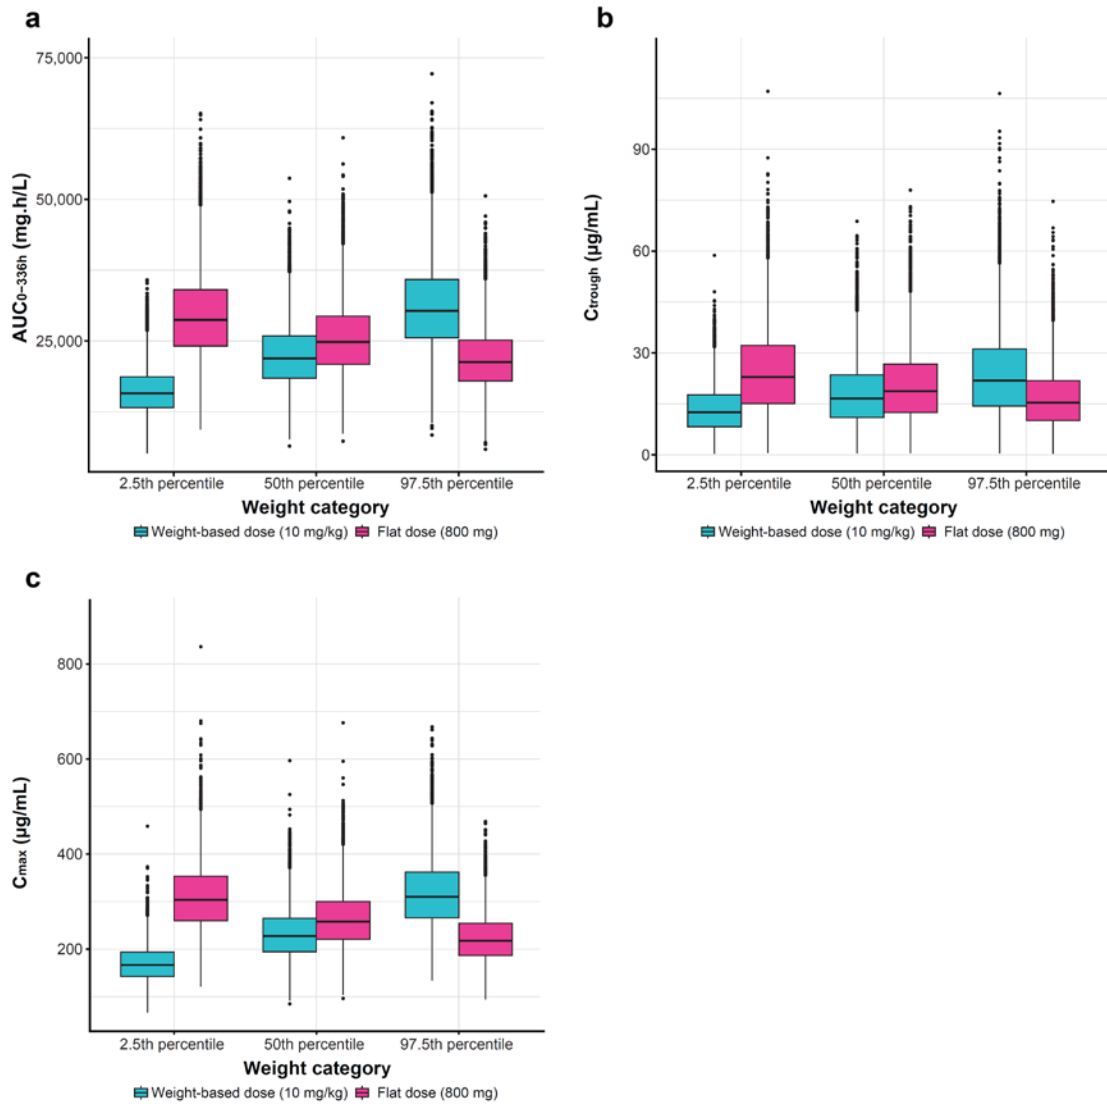 a
75,000
50,000
25,000
AUC0−336h (mg.h/L)
2.5th percentile 50th percentile 97.5th percentile
Weight category
Weight-based dose (10 mg/kg) Flat dose (800 mg)
b
90
60
30
0
Ctrough (µg/mL)
2.5th percentile 50th percentile 97.5th percentile
Weight category
Weight-based dose (10 mg/kg) Flat dose (800 mg)
c
800
600
400
200
Cmax (µg/mL)
2.5th percentile 50th percentile 97.5th percentile
Weight category
Weight-based dose (10 mg/kg) Flat dose (800 mg)